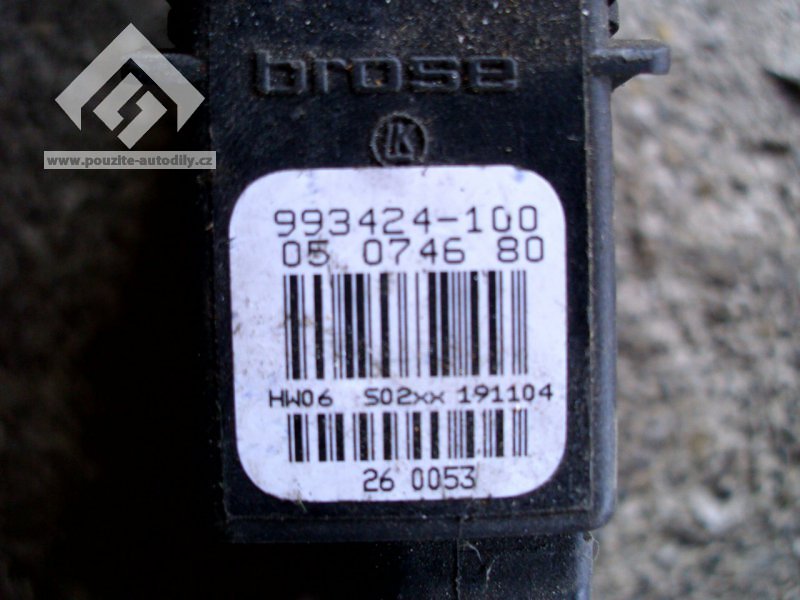 brose
www.pouzite-autodily.cz
K
993424-100
05 0746 80
HW06 S02xx 191104
26 0053